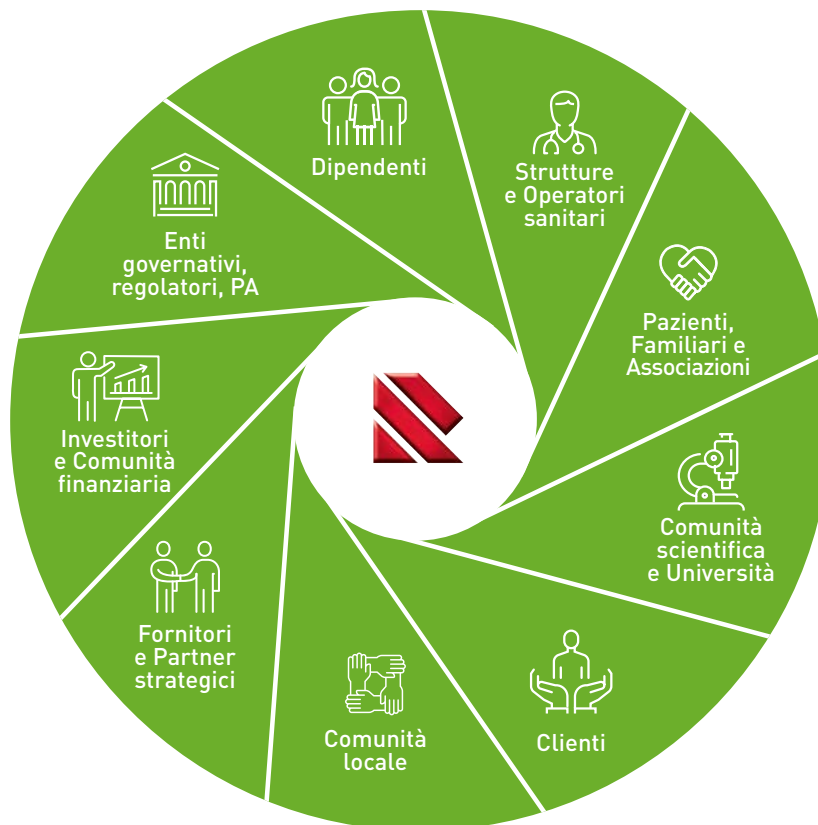 Dipendenti
Strutture
e Operatori
sanitari
Pazienti,
Familiari e
Associazioni
Comunità
scientifica
e Università
Clienti
Comunità
locale
Fornitori
e Partner
strategici
Investitori
e Comunità
finanziaria
Enti
governativi,
regolatori, PA